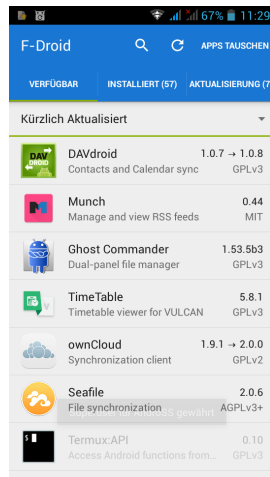 67% 11:29
F-Droid APPS TAUSCHEN
VERFÜGBAR INSTALLIERT (57) AKTUALISIERUNG (7
Kürzlich Aktualisiert
DAV
DROID
DAVdroid 1.0.7 → 1.0.8
Contacts and Calendar sync GPLv3
Munch 0.44
Manage and view RSS feeds MIT
Ghost Commander 1.53.5b3
Dual-panel file manager GPLv3
V
TimeTable 5.8.1
Timetable viewer for VULCAN GPLv3
ownCloud 1.9.1 → 2.0.0
Synchronization client GPLv2
Seafile 2.0.6
File synchronization AGPLv3+
für gewährt
$
Termux:API 0.10
Access Android functions from... GPLv3